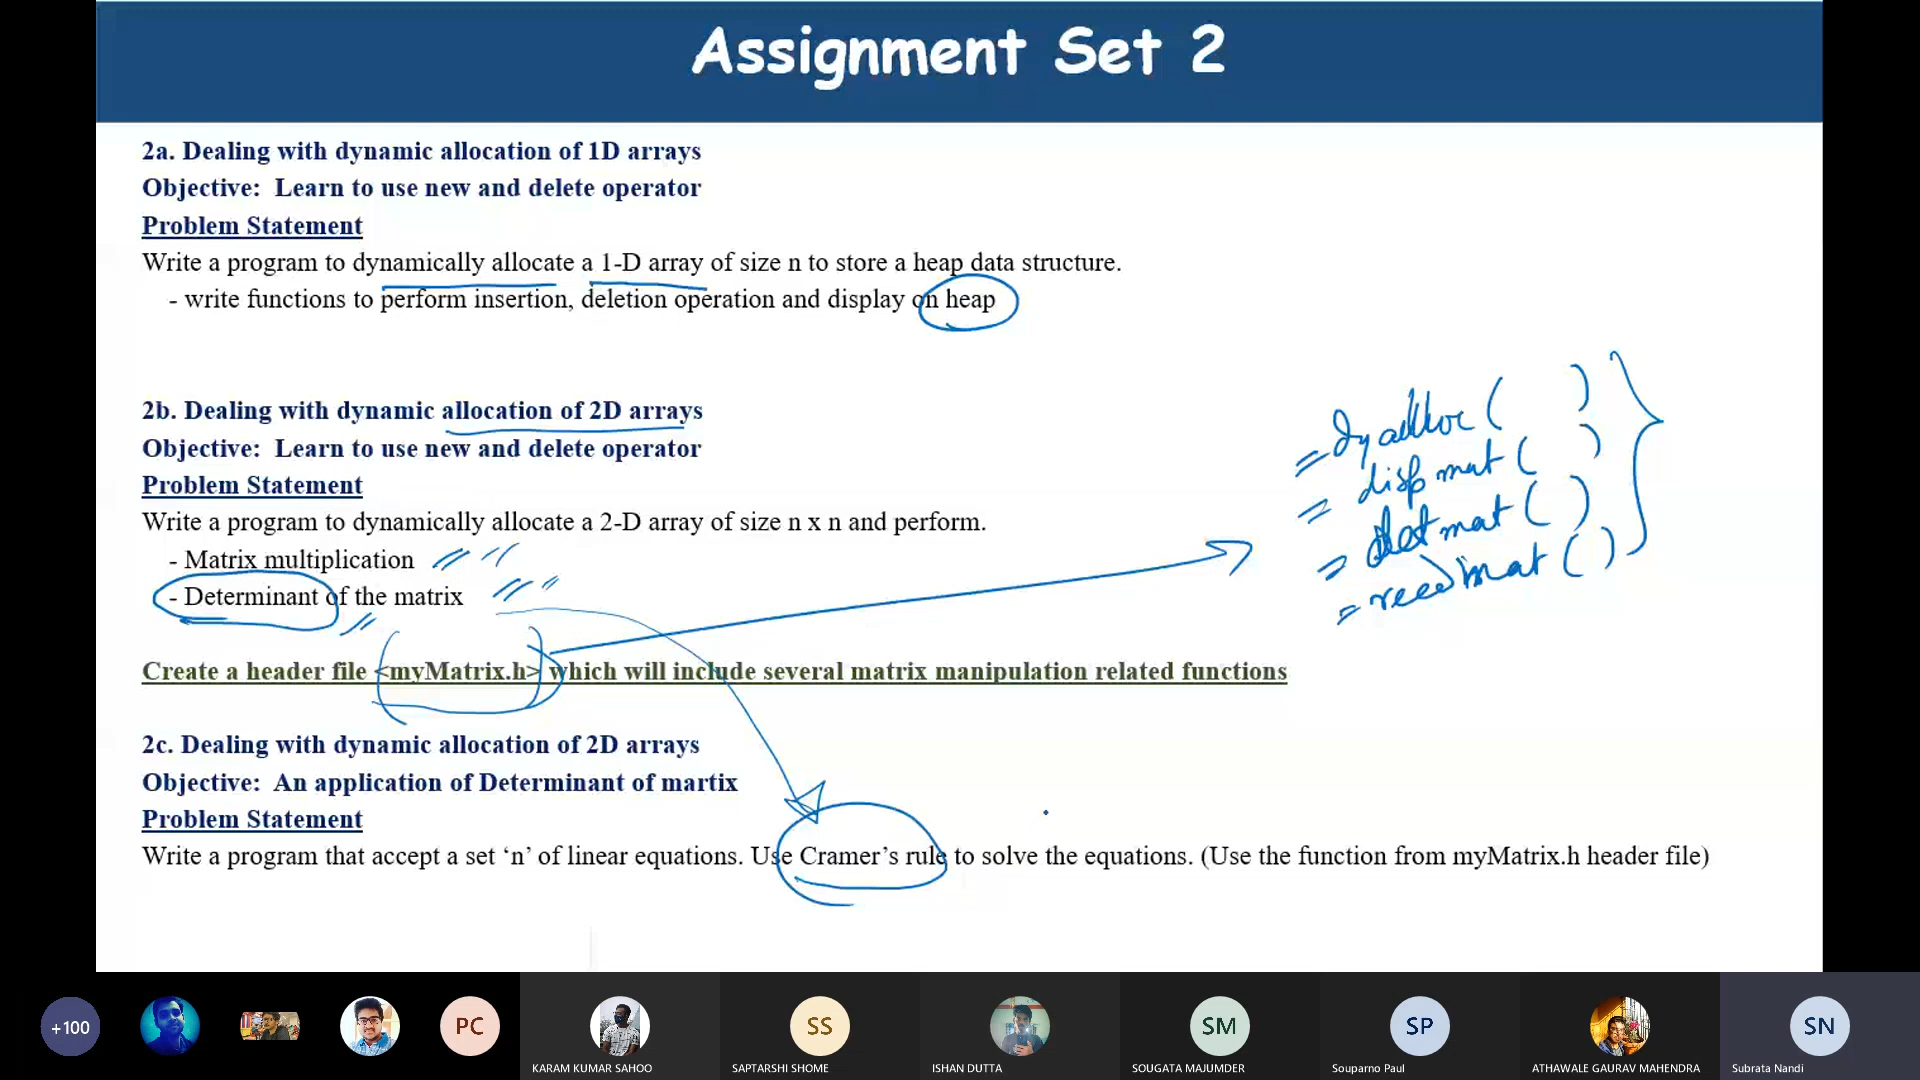 Assignment Set 2
2a. Dealing with dynamic allocation of 1D arrays
Objective: Learn to use new and delete operator
Problem Statement
Write a program to dynamically allocate a 1-D array of size n to store a heap data structure.
- write functions to perform insertion, deletion operation and display on heap
2b. Dealing with dynamic allocation of 2D arrays
Objective: Learn to use new and delete operator
Problem Statement
Write a program to dynamically allocate a 2-D array of size n x n and perform.
- Matrix multiplication
- Determinant of the matrix
Create a header file <myMatrix.h> which will include several matrix manipulation related functions
dispmat( )
detmat( )
readmat( )
2c. Dealing with dynamic allocation of 2D arrays
Objective: An application of Determinant of martix
Problem Statement
Write a program that accept a set ‘n’ of linear equations. Use Cramer’s rule to solve the equations. (Use the function from myMatrix.h header file)
+100
PC
SS
SM
SP
SN
KARAM KUMAR SAHOO
SAPTARSHI SHOME
ISHAN DUTTA
SOUGATA MAJUMDER
Souparno Paul
ATHAWALE GAURAV MAHENDRA
Subrata Nandi